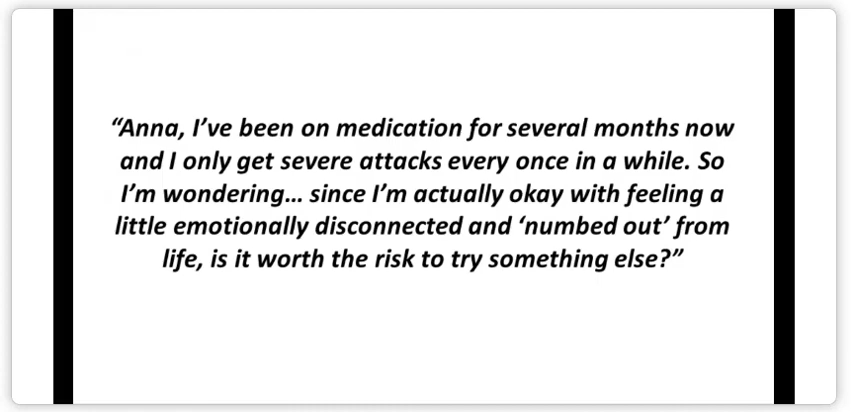 “Anna, I’ve been on medication for several months now
and I only get severe attacks every once in a while. So
I’m wondering… since I’m actually okay with feeling a
little emotionally disconnected and ‘numbed out’ from
life, is it worth the risk to try something else?”